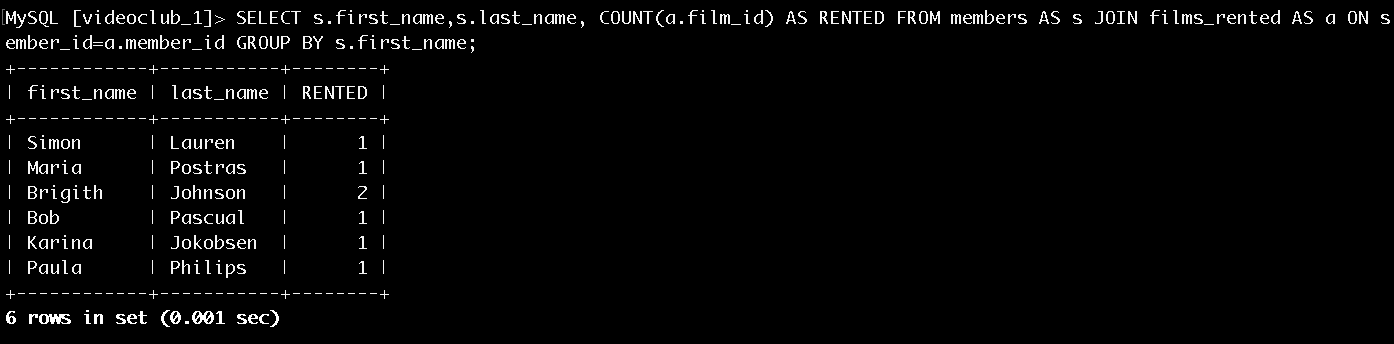 MySQL [videoclub_1]> SELECT s.first_name,s.last_name, COUNT(a.film_id) AS RENTED FROM members AS s JOIN films_rented AS a ON s
ember_id=a.member_id GROUP BY s.first_name;
+------------+-----------+--------+
| first_name | last_name | RENTED |
+------------+-----------+--------+
| Simon      | Lauren    |      1 |
| Maria      | Postras   |      1 |
| Brigith    | Johnson   |      2 |
| Bob        | Pascual   |      1 |
| Karina     | Jokobsen  |      1 |
| Paula      | Philips   |      1 |
+------------+-----------+--------+
6 rows in set (0.001 sec)